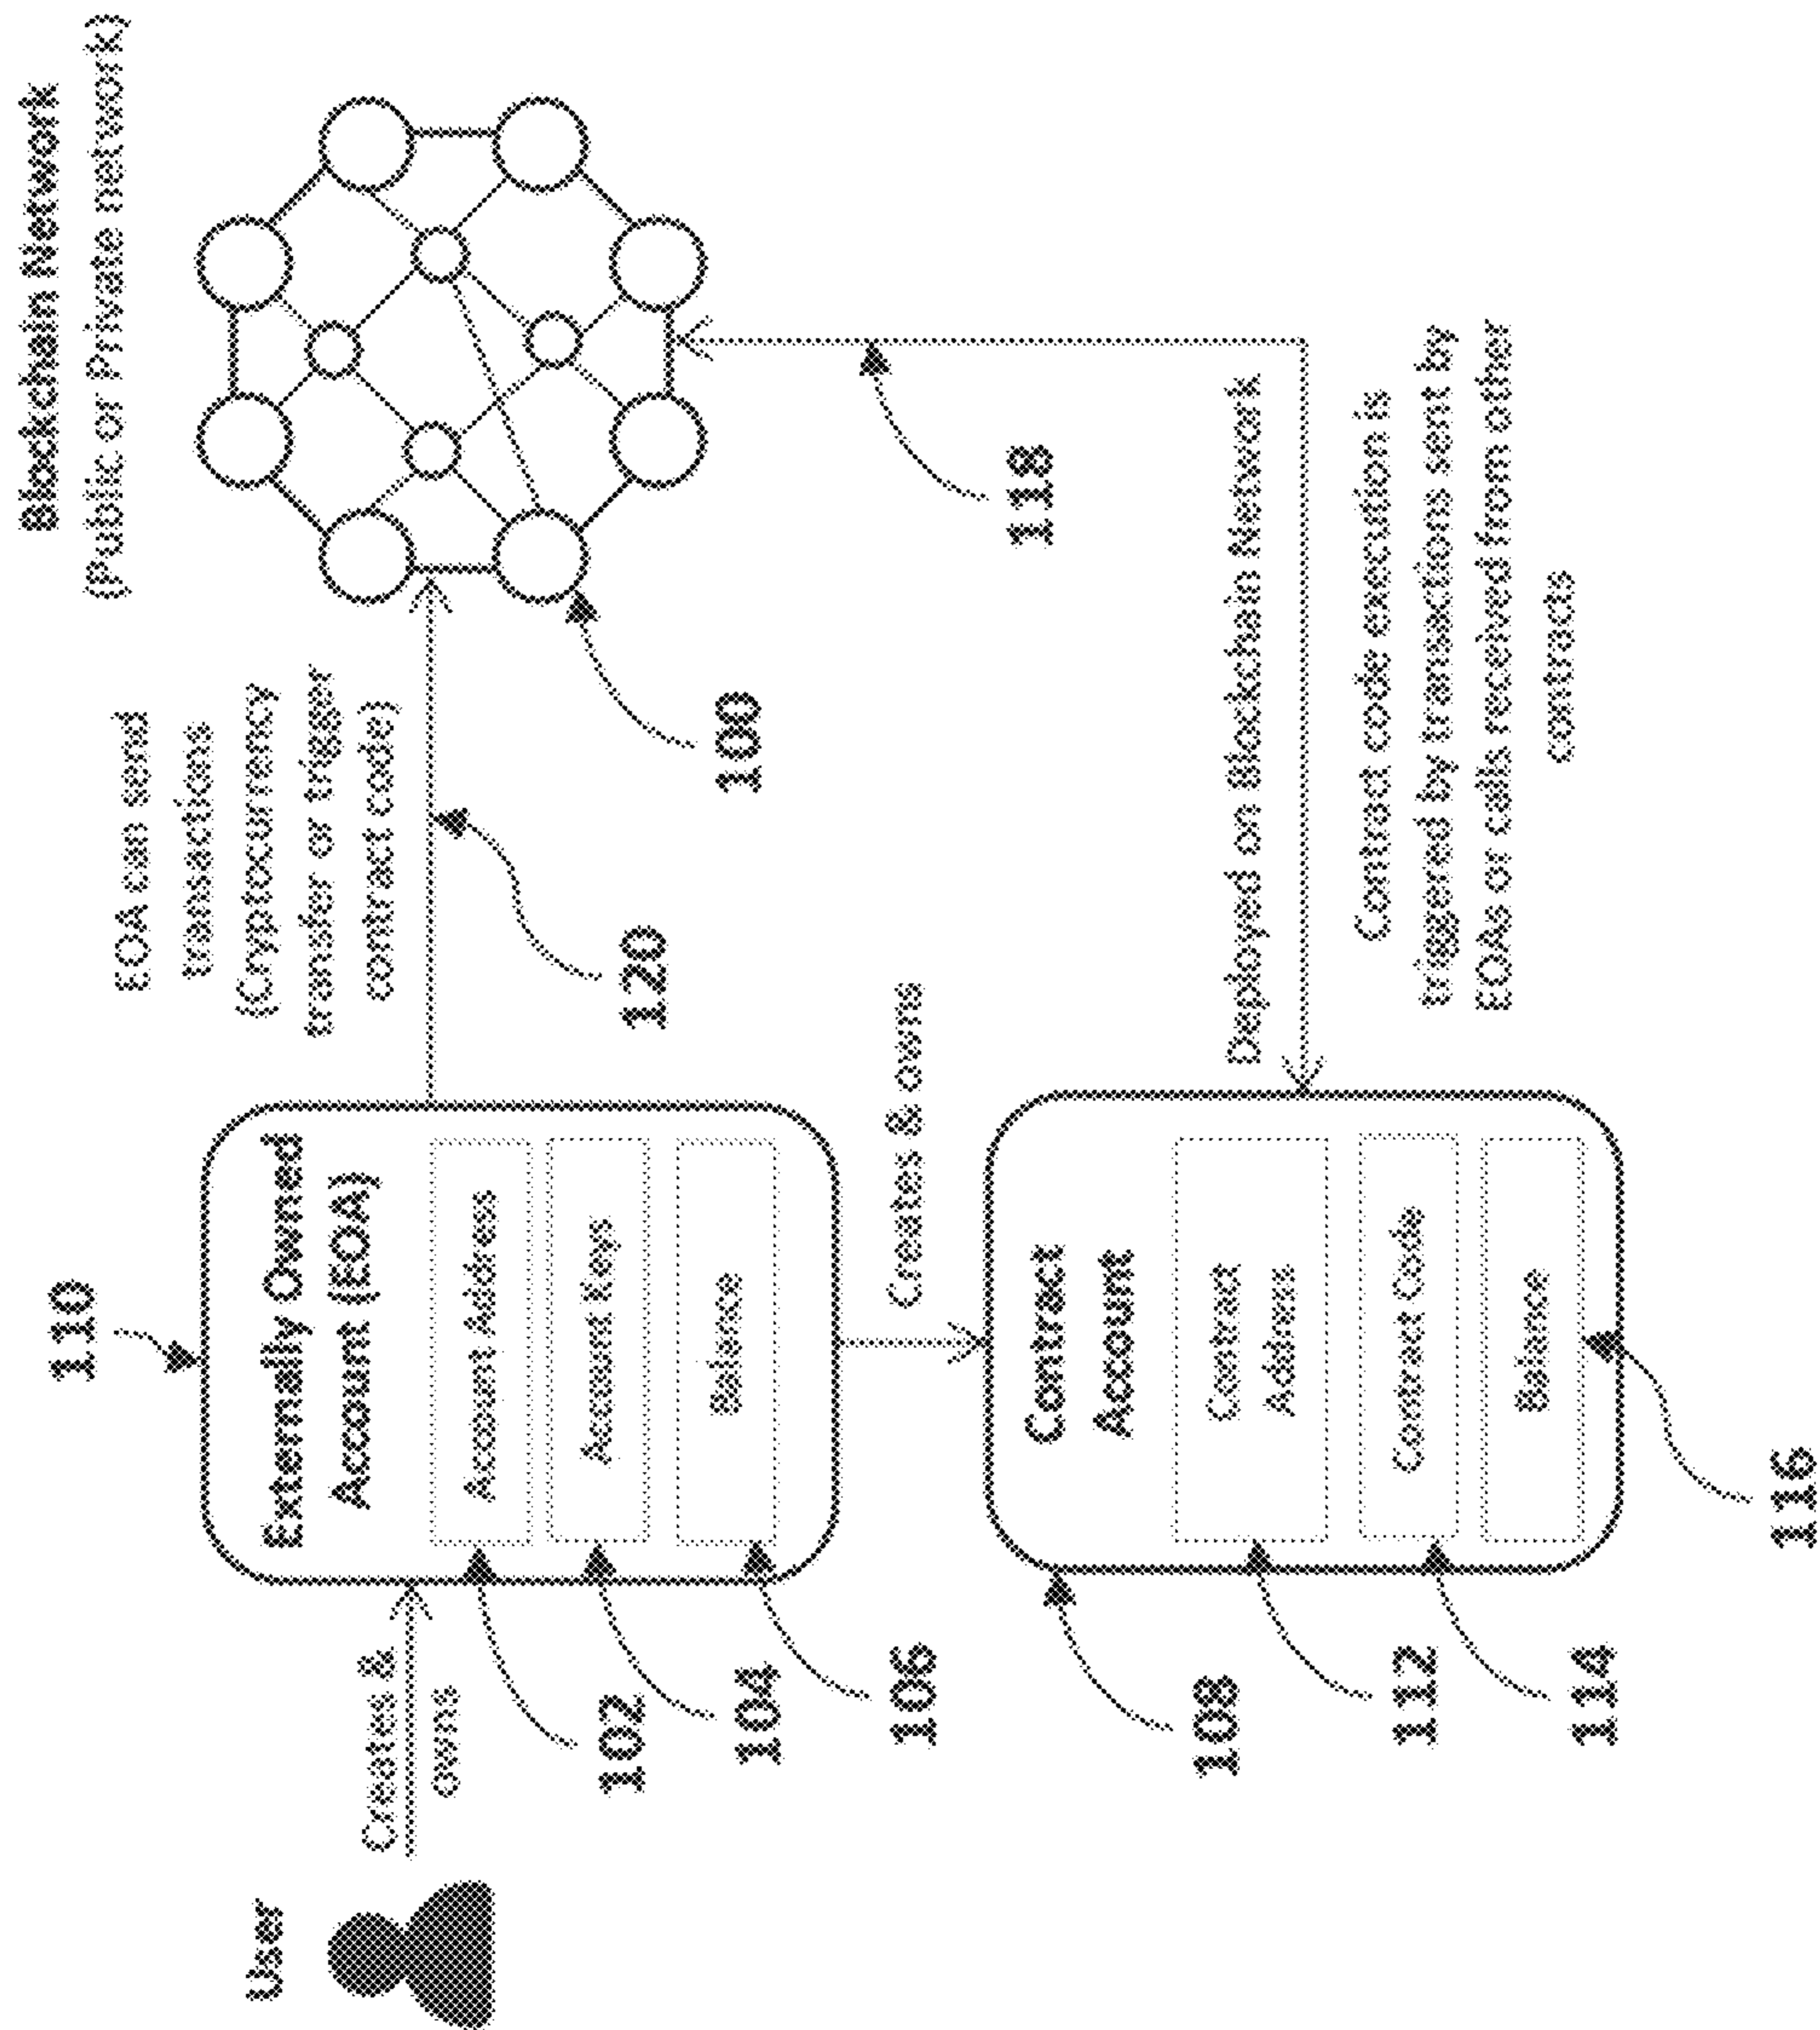 Blockchain Network
(Public or Private network)
EOA can send
transactions
(Cryptocurrency
transfer or trigger
contract code)
110
Externally Owned
Account (EOA)
User
Creates &
owns
Account Address
Account Keys
Balance
120
100
102
104
106
Creates & owns
118
Contract
Account
108
Contract
Address
Contract Code
Balance
112
114
116
Deployed on Blockchain Network
Contract code execution is
triggered by transactions sent by
EOAs or calls received from other
contracts